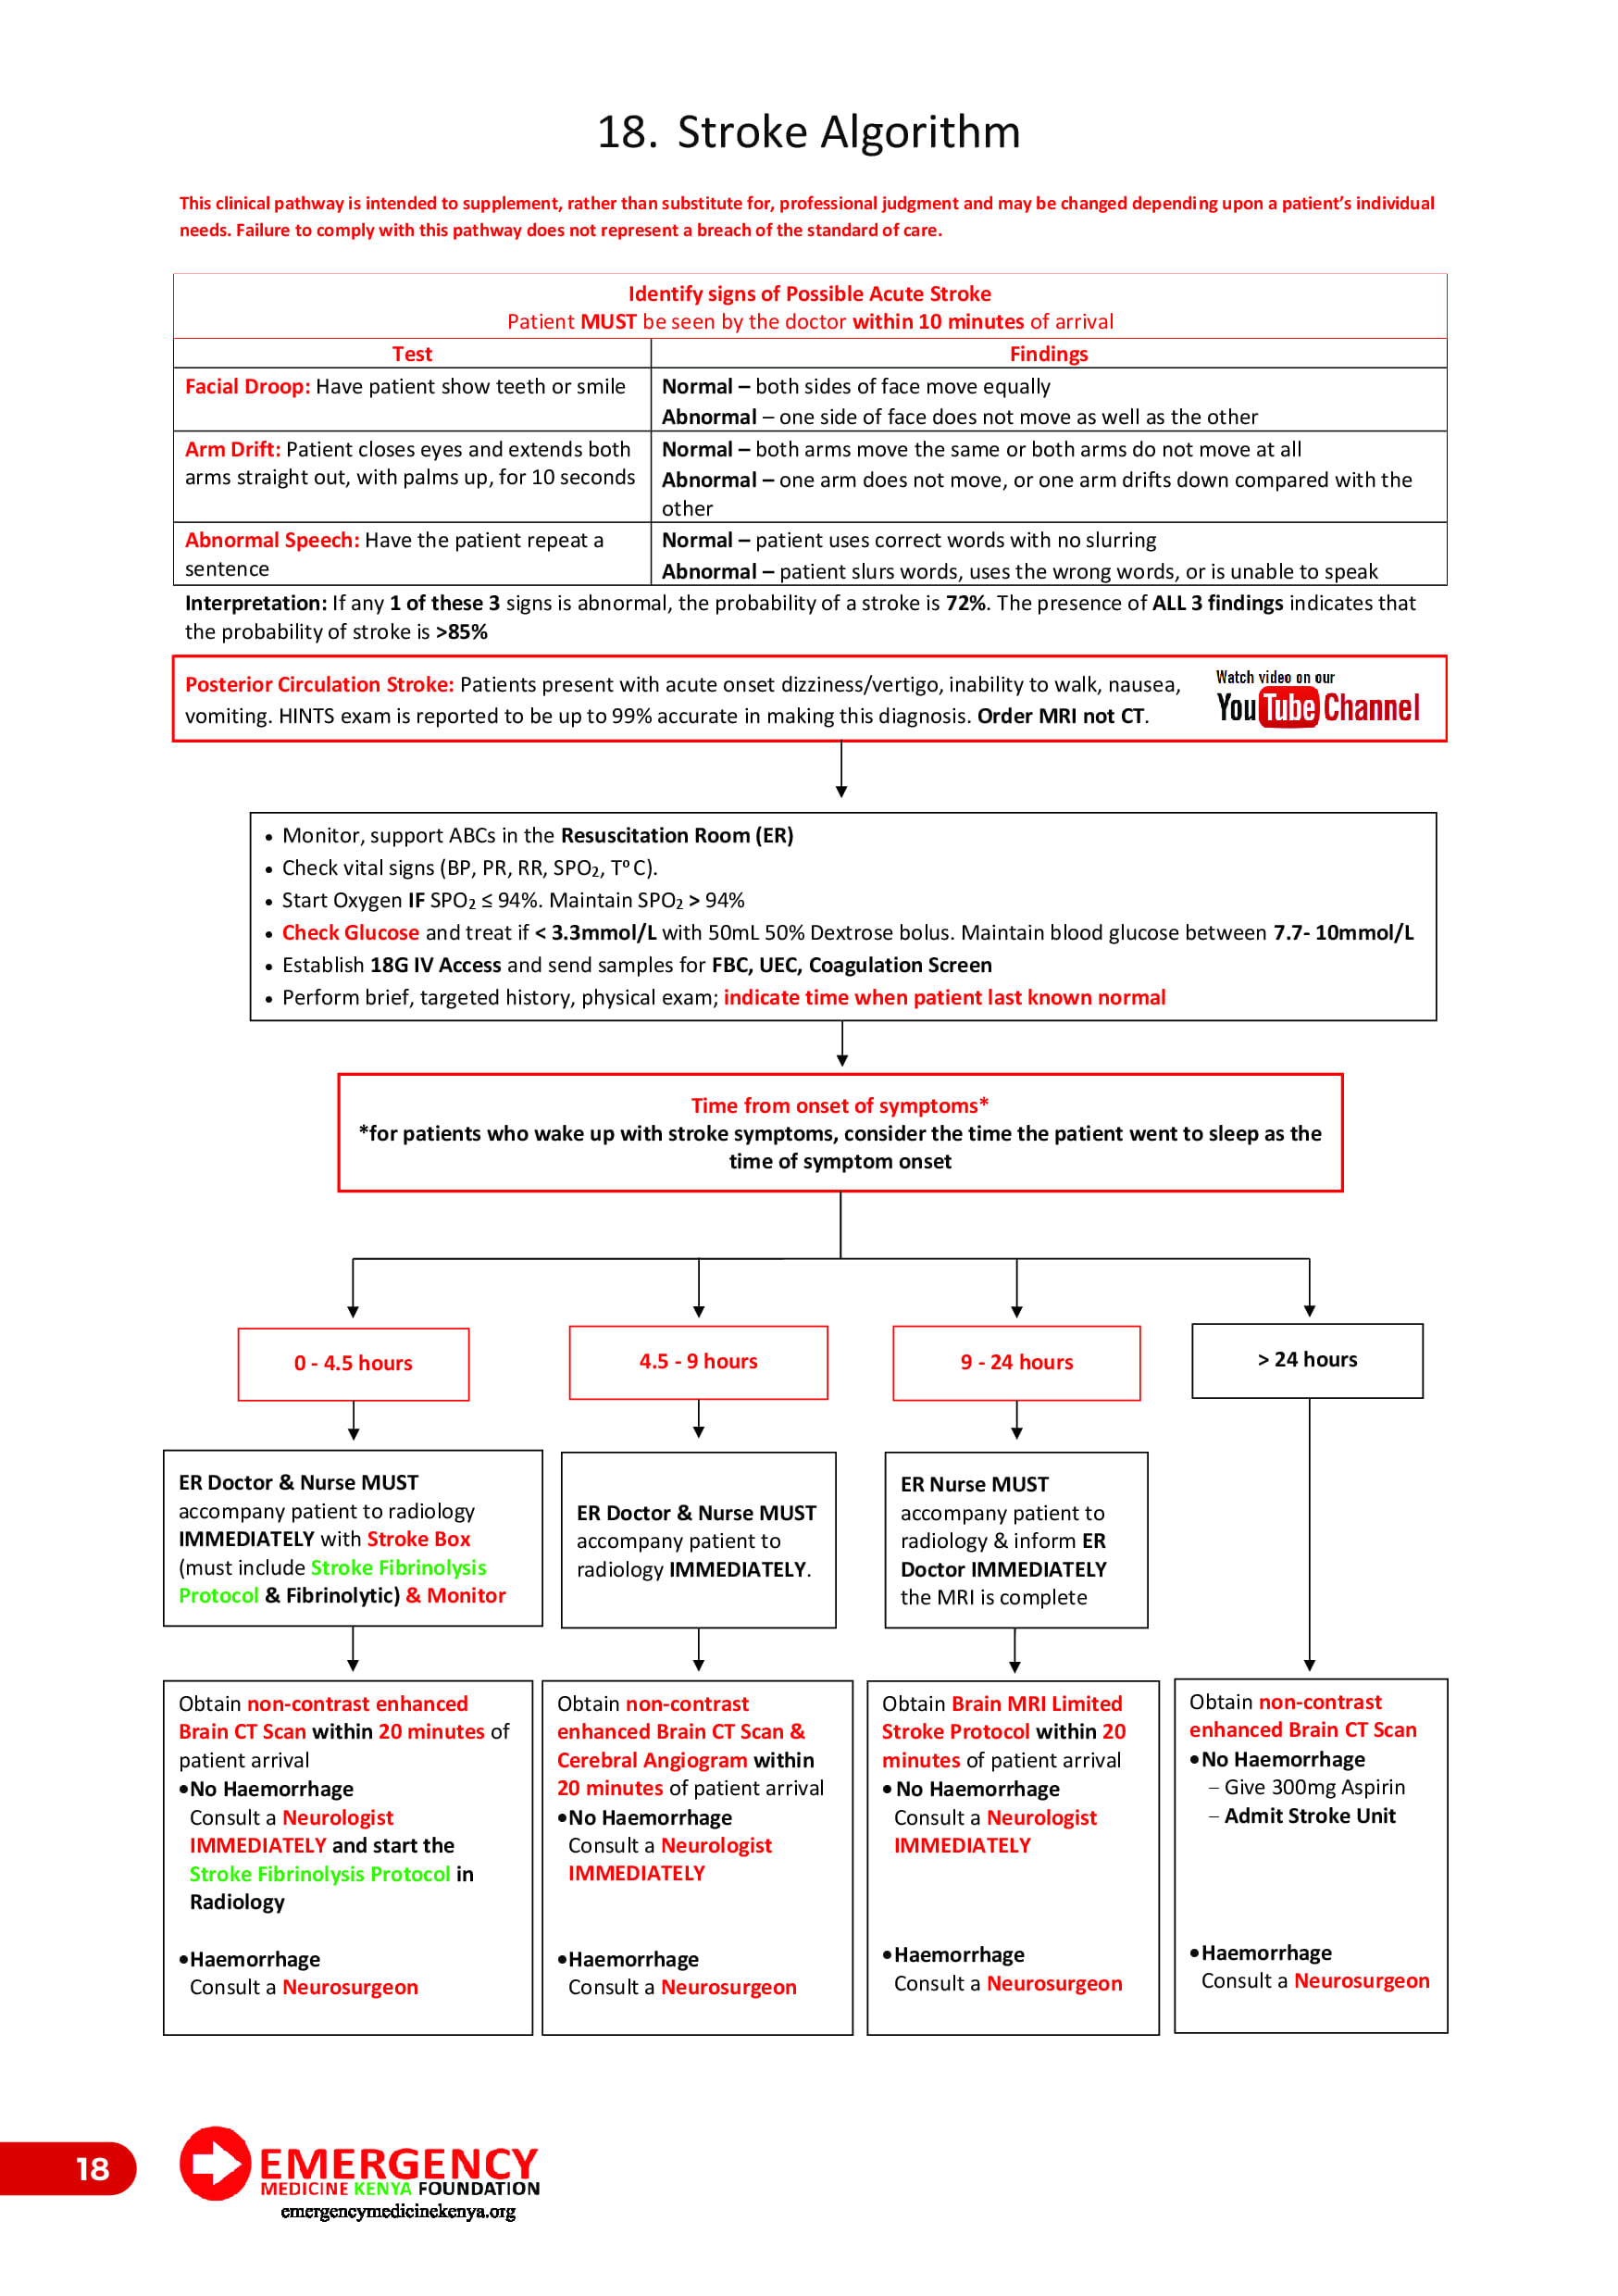 18. Stroke Algorithm
This clinical pathway is intended to supplement, rather than substitute for, professional judgment and may be changed depending upon a patient's individual
needs. Failure to comply with this pathway does not represent a breach of the standard of care.
Identify signs of Possible Acute Stroke
Patient MUST be seen by the doctor within 10 minutes of arrival
Test
Findings
Facial Droop: Have patient show teeth or smile
Normal – both sides of face move equally
Abnormal – one side of face does not move as well as the other
Arm Drift: Patient closes eyes and extends both
arms straight out, with palms up, for 10 seconds
Normal – both arms move the same or both arms do not move at all
Abnormal – one arm does not move, or one arm drifts down compared with the
other
Abnormal Speech: Have the patient repeat a
sentence
Normal – patient uses correct words with no slurring
Abnormal – patient slurs words, uses the wrong words, or is unable to speak
Interpretation: If any 1 of these 3 signs is abnormal, the probability of a stroke is 72%. The presence of ALL 3 findings indicates that
the probability of stroke is >85%
Posterior Circulation Stroke: Patients present with acute onset dizziness/vertigo, inability to walk, nausea,
vomiting. HINTS exam is reported to be up to 99% accurate in making this diagnosis. Order MRI not CT.
Watch video on our
YouTube Channel
• Monitor, support ABCs in the Resuscitation Room (ER)
• Check vital signs (BP, PR, RR, SPO₂, T⁰ C).
• Start Oxygen IF SPO₂ ≤ 94%. Maintain SPO₂ > 94%
• Check Glucose and treat if < 3.3mmol/L with 50mL 50% Dextrose bolus. Maintain blood glucose between 7.7- 10mmol/L
• Establish 18G IV Access and send samples for FBC, UEC, Coagulation Screen
• Perform brief, targeted history, physical exam; indicate time when patient last known normal
Time from onset of symptoms*
*for patients who wake up with stroke symptoms, consider the time the patient went to sleep as the
time of symptom onset
0 - 4.5 hours
4.5 - 9 hours
9 - 24 hours
> 24 hours
ER Doctor & Nurse MUST
accompany patient to radiology
IMMEDIATELY with Stroke Box
(must include Stroke Fibrinolysis
Protocol & Fibrinolytic) & Monitor
ER Doctor & Nurse MUST
accompany patient to
radiology IMMEDIATELY.
ER Nurse MUST
accompany patient to
radiology & inform ER
Doctor IMMEDIATELY
the MRI is complete
Obtain non-contrast enhanced
Brain CT Scan within 20 minutes of
patient arrival
•No Haemorrhage
Consult a Neurologist
IMMEDIATELY and start the
Stroke Fibrinolysis Protocol in
Radiology
•Haemorrhage
Consult a Neurosurgeon
Obtain non-contrast
enhanced Brain CT Scan &
Cerebral Angiogram within
20 minutes of patient arrival
•No Haemorrhage
Consult a Neurologist
IMMEDIATELY
•Haemorrhage
Consult a Neurosurgeon
Obtain Brain MRI Limited
Stroke Protocol within 20
minutes of patient arrival
• No Haemorrhage
Consult a Neurologist
IMMEDIATELY
•Haemorrhage
Consult a Neurosurgeon
Obtain non-contrast
enhanced Brain CT Scan
•No Haemorrhage
– Give 300mg Aspirin
– Admit Stroke Unit
•Haemorrhage
Consult a Neurosurgeon
18
EMERGENCY
MEDICINE KENYA FOUNDATION
emergencymedicinekenya.org